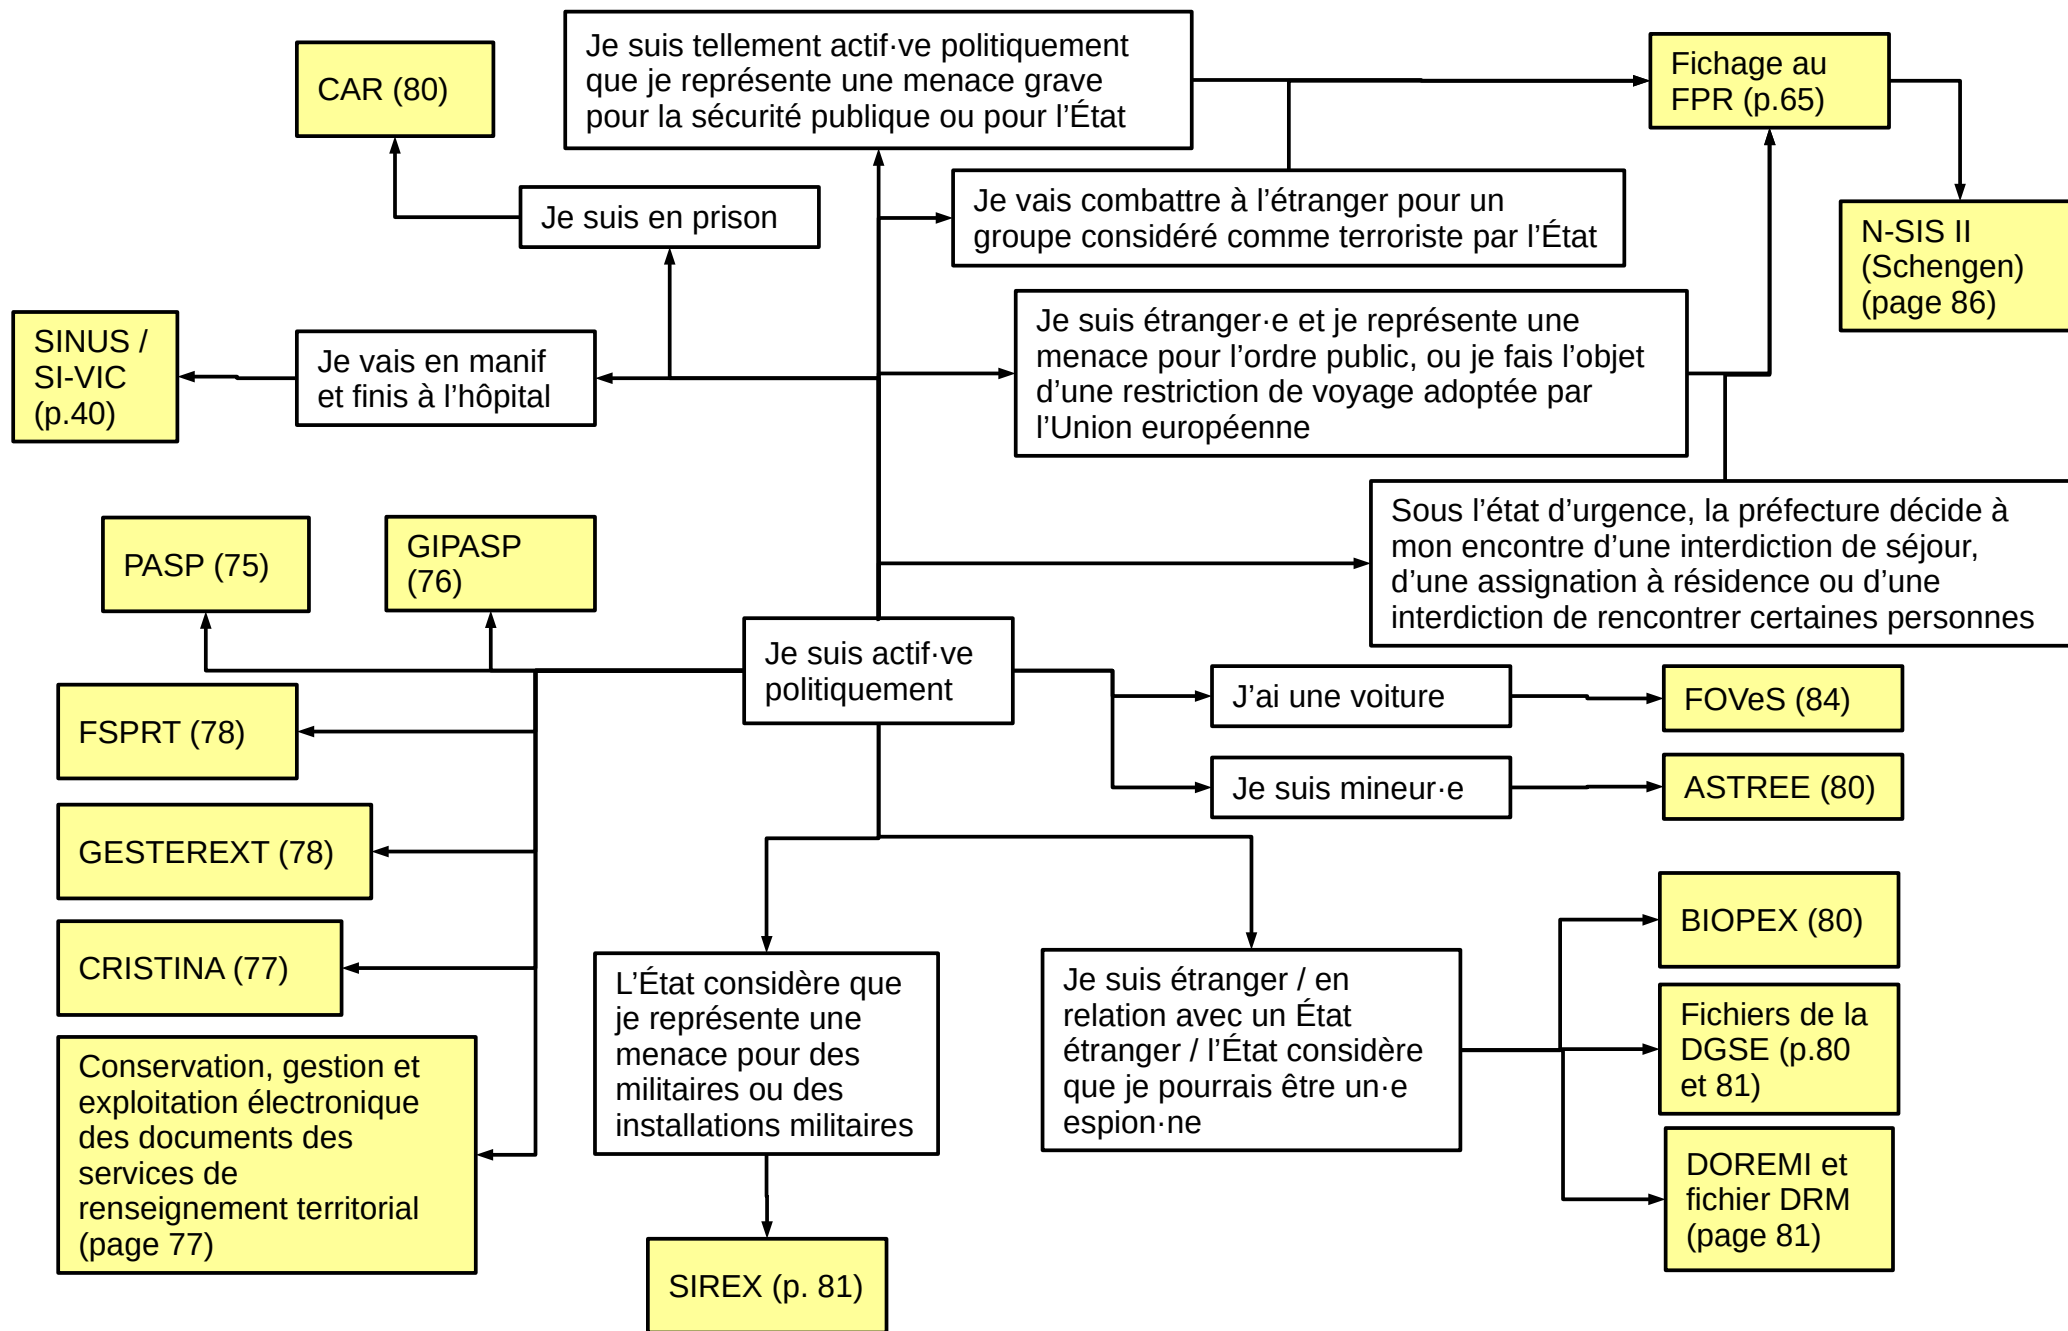 Je suis tellement actif·ve politiquement
que je représente une menace grave
pour la sécurité publique ou pour l’État
CAR (80)
Fichage au
FPR (p.65)
Je suis en prison
Je vais combattre à l’étranger pour un
groupe considéré comme terroriste par l’État
N-SIS II
(Schengen)
(page 86)
SINUS /
SI-VIC
(p.40)
Je vais en manif
et finis à l’hôpital
Je suis étranger·e et je représente une
menace pour l’ordre public, ou je fais l’objet
d’une restriction de voyage adoptée par
l’Union européenne
Sous l’état d’urgence, la préfecture décide à
mon encontre d’une interdiction de séjour,
d’une assignation à résidence ou d’une
interdiction de rencontrer certaines personnes
PASP (75)
GIPASP
(76)
Je suis actif·ve
politiquement
J’ai une voiture
FOVeS (84)
FSPRT (78)
Je suis mineur·e
ASTREE (80)
GESTEREXT (78)
CRISTINA (77)
BIOPEX (80)
L’État considère que
je représente une
menace pour des
militaires ou des
installations militaires
Je suis étranger / en
relation avec un État
étranger / l’État considère
que je pourrais être un·e
espion·ne
Fichiers de la
DGSE (p.80
et 81)
Conservation, gestion et
exploitation électronique
des documents des
services de
renseignement territorial
(page 77)
DOREMI et
fichier DRM
(page 81)
SIREX (p. 81)